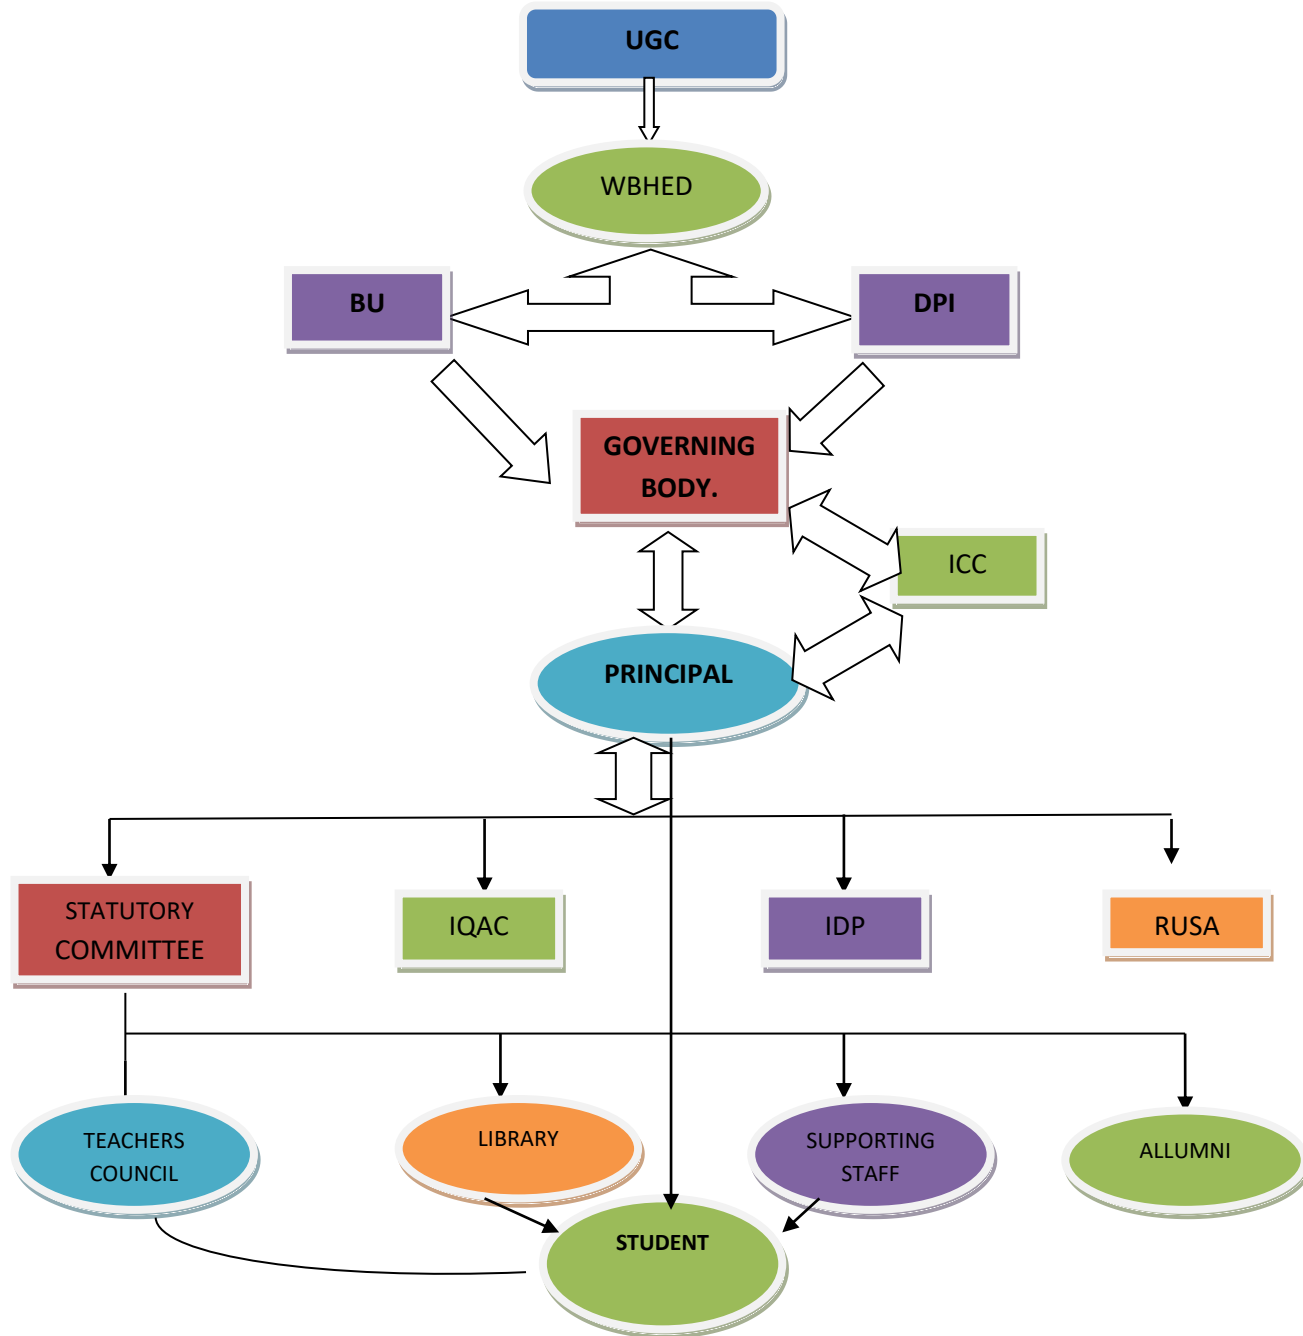 UGC
WBHED
BU
DPI
GOVERNING
BODY.
ICC
PRINCIPAL
STATUTORY
COMMITTEE
IQAC
IDP
RUSA
TEACHERS
COUNCIL
LIBRARY
SUPPORTING
STAFF
ALLUMNI
STUDENT